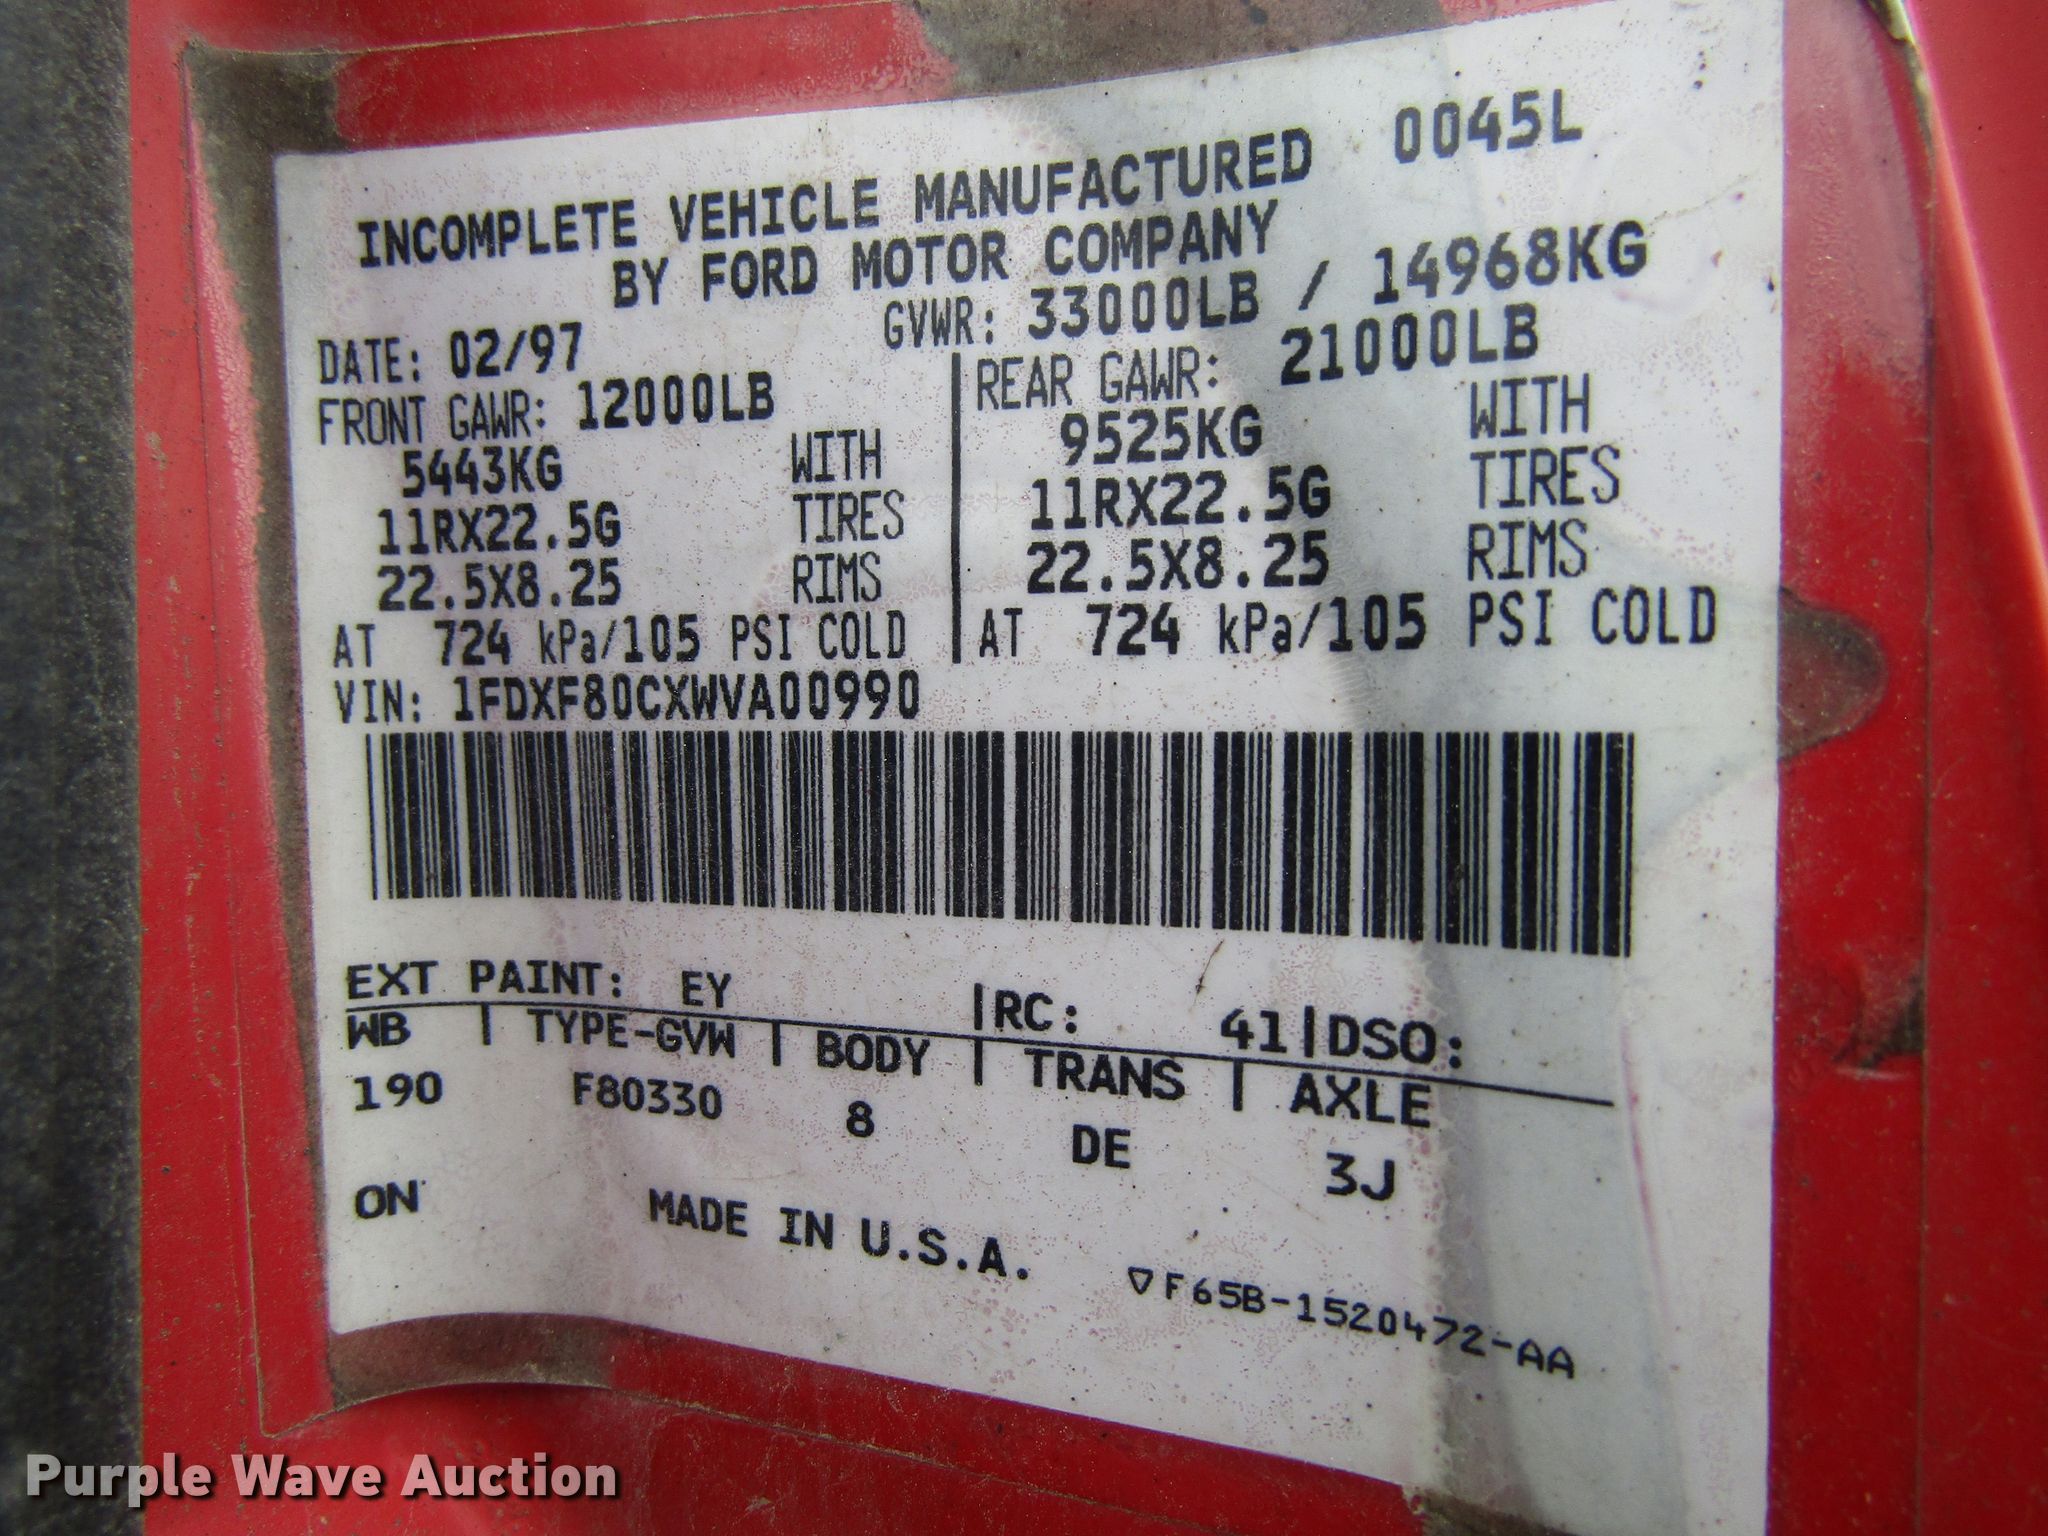 INCOMPLETE VEHICLE MANUFACTURED 0045L
BY FORD MOTOR COMPANY
DATE: 02/97 GVWR: 33000LB / 14968KG
FRONT GAWR: 12000LB REAR GAWR: 21000LB
5443KG WITH 9525KG WITH
11RX22.5G TIRES 11RX22.5G TIRES
22.5X8.25 RIMS 22.5X8.25 RIMS
AT 724 kPa/105 PSI COLD AT 724 kPa/105 PSI COLD
VIN: 1FDXF80CXWVA00990
EXT PAINT: EY |RC: 41|DSO:
WB | TYPE-GVW | BODY | TRANS | AXLE
190 F80330 8 DE 3J
ON MADE IN U.S.A.
▽F65B-1520472-AA
Purple Wave Auction